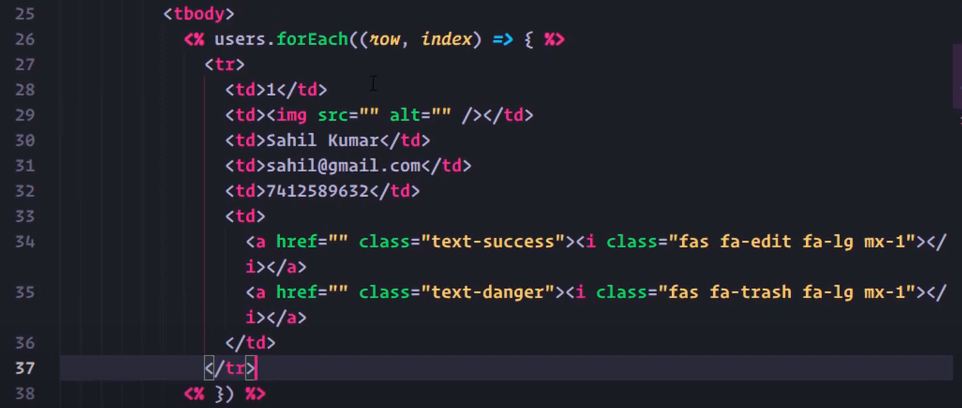 25 <tbody>
26 <% users.forEach((row, index) => { %>
27 <tr>
28 <td>1</td>
29 <td><img src="" alt="" /></td>
30 <td>Sahil Kumar</td>
31 <td>sahil@gmail.com</td>
32 <td>7412589632</td>
33 <td>
34 <a href="" class="text-success"><i class="fas fa-edit fa-lg mx-1"></
i></a>
35 <a href="" class="text-danger"><i class="fas fa-trash fa-lg mx-1"></
i></a>
36 </td>
37 </tr>
38 <% }) %>